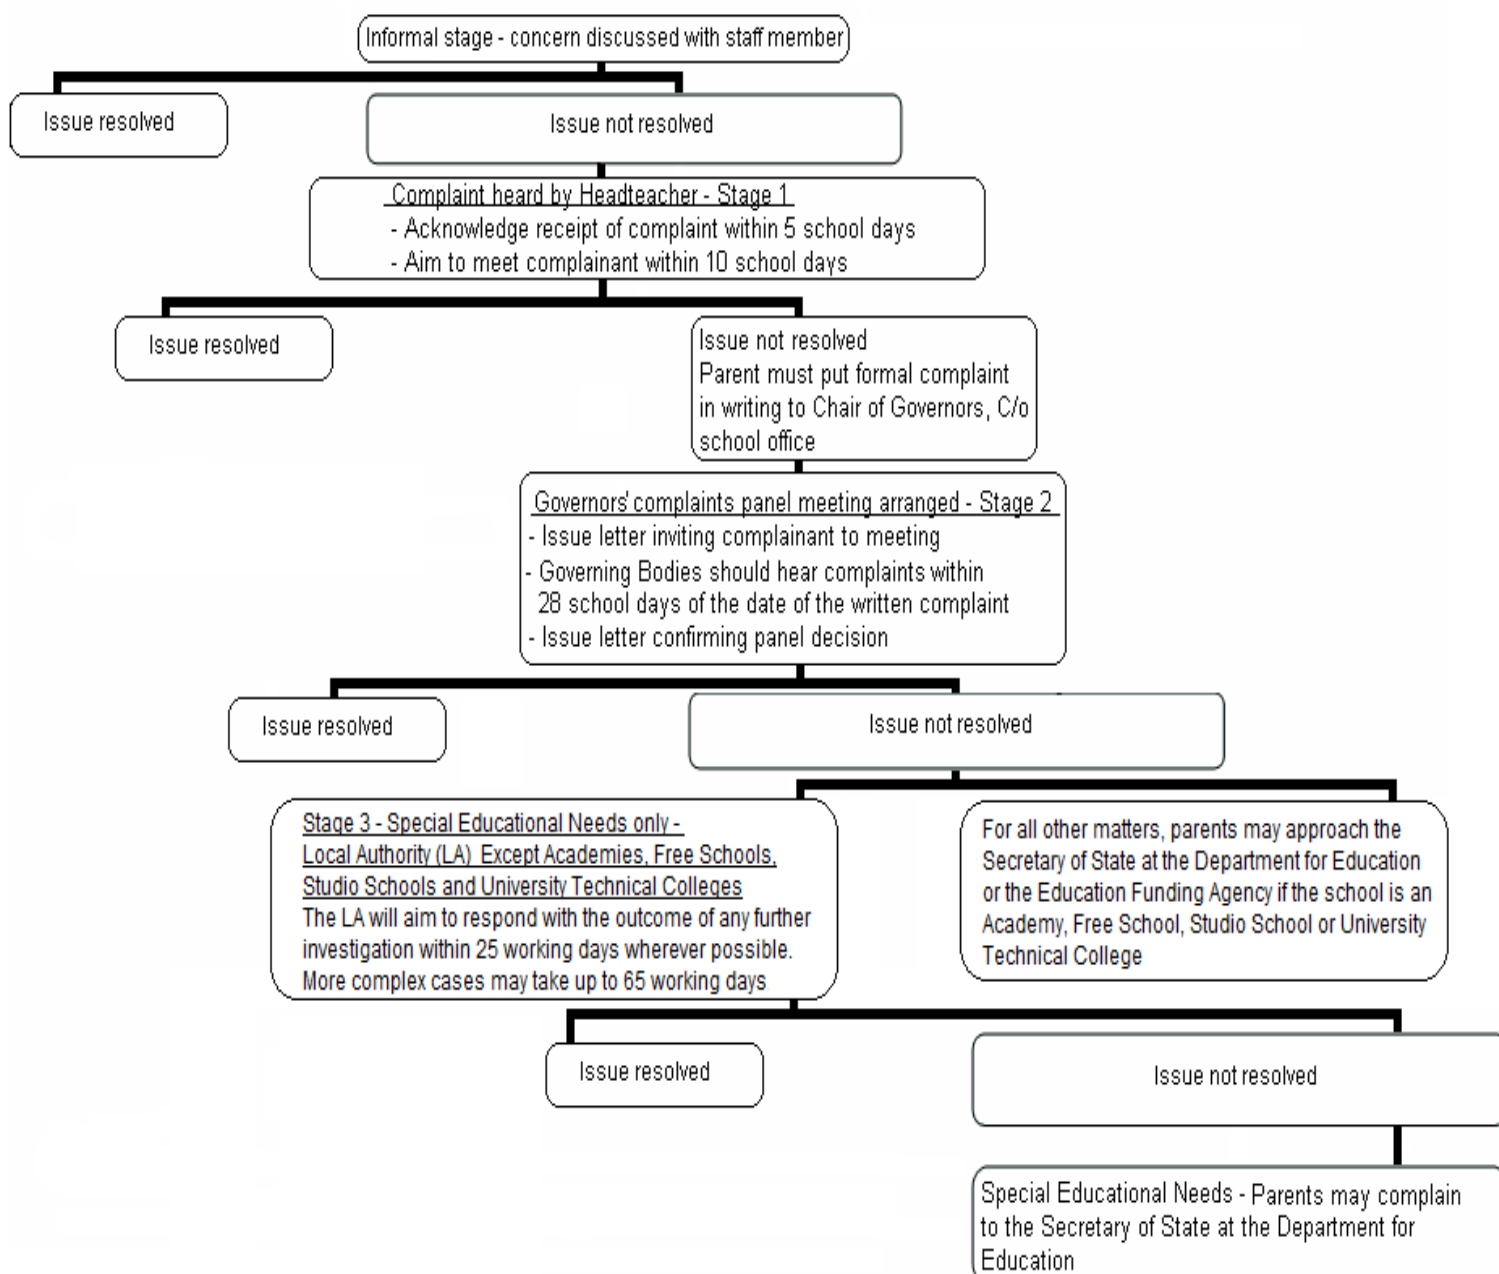 Informal stage - concern discussed with staff member
Issue resolved
Issue not resolved
Complaint heard by Headteacher - Stage 1
- Acknowledge receipt of complaint within 5 school days
- Aim to meet complainant within 10 school days
Issue resolved
Issue not resolved
Parent must put formal complaint
in writing to Chair of Governors, C/o
school office
Governors' complaints panel meeting arranged - Stage 2
- Issue letter inviting complainant to meeting
- Governing Bodies should hear complaints within
28 school days of the date of the written complaint
- Issue letter confirming panel decision
Issue resolved
Issue not resolved
Stage 3 - Special Educational Needs only -
Local Authority (LA) Except Academies, Free Schools,
Studio Schools and University Technical Colleges
The LA will aim to respond with the outcome of any further
investigation within 25 working days wherever possible.
More complex cases may take up to 65 working days
For all other matters, parents may approach the
Secretary of State at the Department for Education
or the Education Funding Agency if the school is an
Academy, Free School, Studio School or University
Technical College
Issue resolved
Issue not resolved
Special Educational Needs - Parents may complain
to the Secretary of State at the Department for
Education